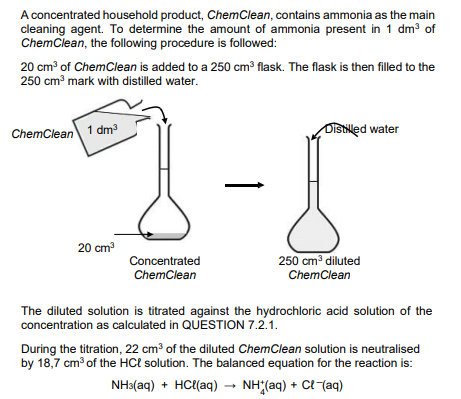 A concentrated household product, ChemClean, contains ammonia as the main
cleaning agent. To determine the amount of ammonia present in 1 dm³ of
ChemClean, the following procedure is followed:
20 cm³ of ChemClean is added to a 250 cm³ flask. The flask is then filled to the
250 cm³ mark with distilled water.
ChemClean
1 dm³
Distilled water
20 cm³
Concentrated
ChemClean
250 cm³ diluted
ChemClean
The diluted solution is titrated against the hydrochloric acid solution of the
concentration as calculated in QUESTION 7.2.1.
During the titration, 22 cm³ of the diluted ChemClean solution is neutralised
by 18,7 cm³ of the HCℓ solution. The balanced equation for the reaction is:
NH₃(aq) + HCℓ(aq) → NH₄⁺(aq) + Cℓ⁻(aq)